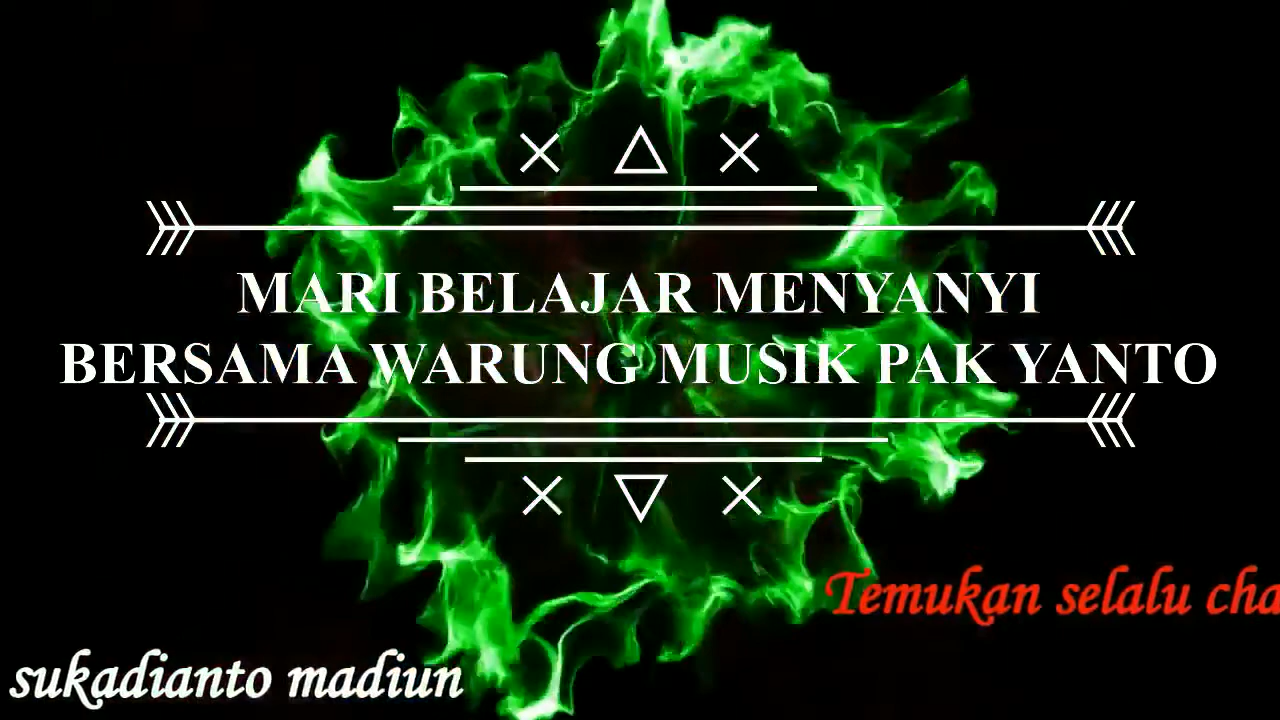 MARI BELAJAR MENYANYI
BERSAMA WARUNG MUSIK PAK YANTO
Temukan selalu
sukadianto madiun